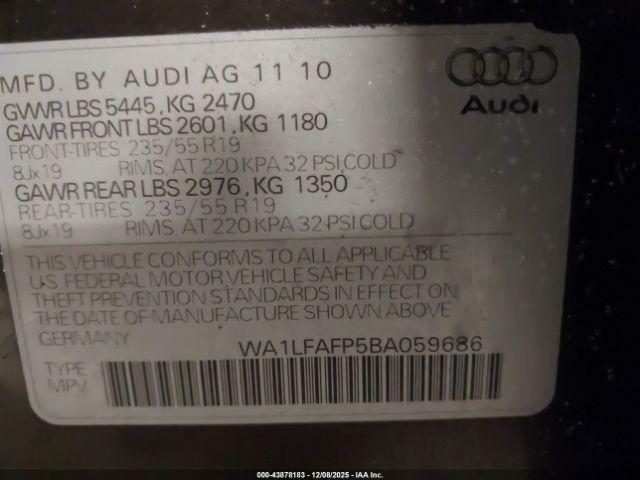 MFD. BY AUDI AG 11 10
GVWR LBS 5445, KG 2470
GAWR FRONT LBS 2601, KG 1180
FRONT-TIRES 235/55 R19
8Jx19 RIMS, AT 220 KPA 32 PSI COLD
GAWR REAR LBS 2976, KG 1350
REAR-TIRES 235/55 R19
8Jx19 RIMS, AT 220 KPA 32 PSI COLD
THIS VEHICLE CONFORMS TO ALL APPLICABLE
U.S FEDERAL MOTOR VEHICLE SAFETY AND
THEFT PREVENTION STANDARDS IN EFFECT ON
THE DATE OF MANUFACTURE SHOWN ABOVE.
GERMANY WA1LFAFP5BA059686
TYPE
MPV
Audi
000-43878183 - 12/08/2025 - IAA Inc.